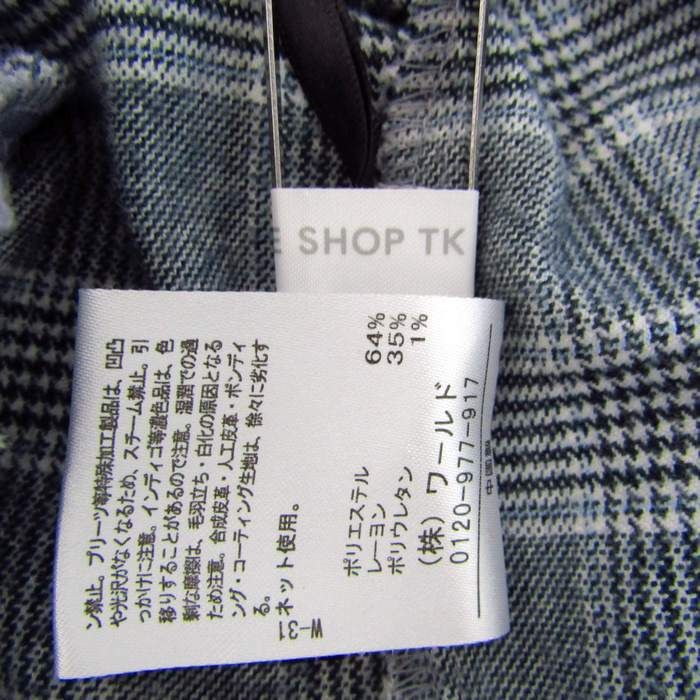 SHOP TK
ン禁止。プリーツ等特殊加工製品は、凹凸
や光沢がなくなるため、スチーム禁止。引
っかけに注意。インディゴ等濃色品は、色
移りすることがあるので注意。湿潤での過
剰な摩擦は、毛羽立ち・白化の原因となる
ため注意。合成皮革・人工皮革・ボンディ
ング・コーティング生地は、徐々に劣化す
る。
ネット使用。
ポリエステル 64%
レーヨン 35%
ポリウレタン 1%
(株)ワールド
0120-977-917
中国製